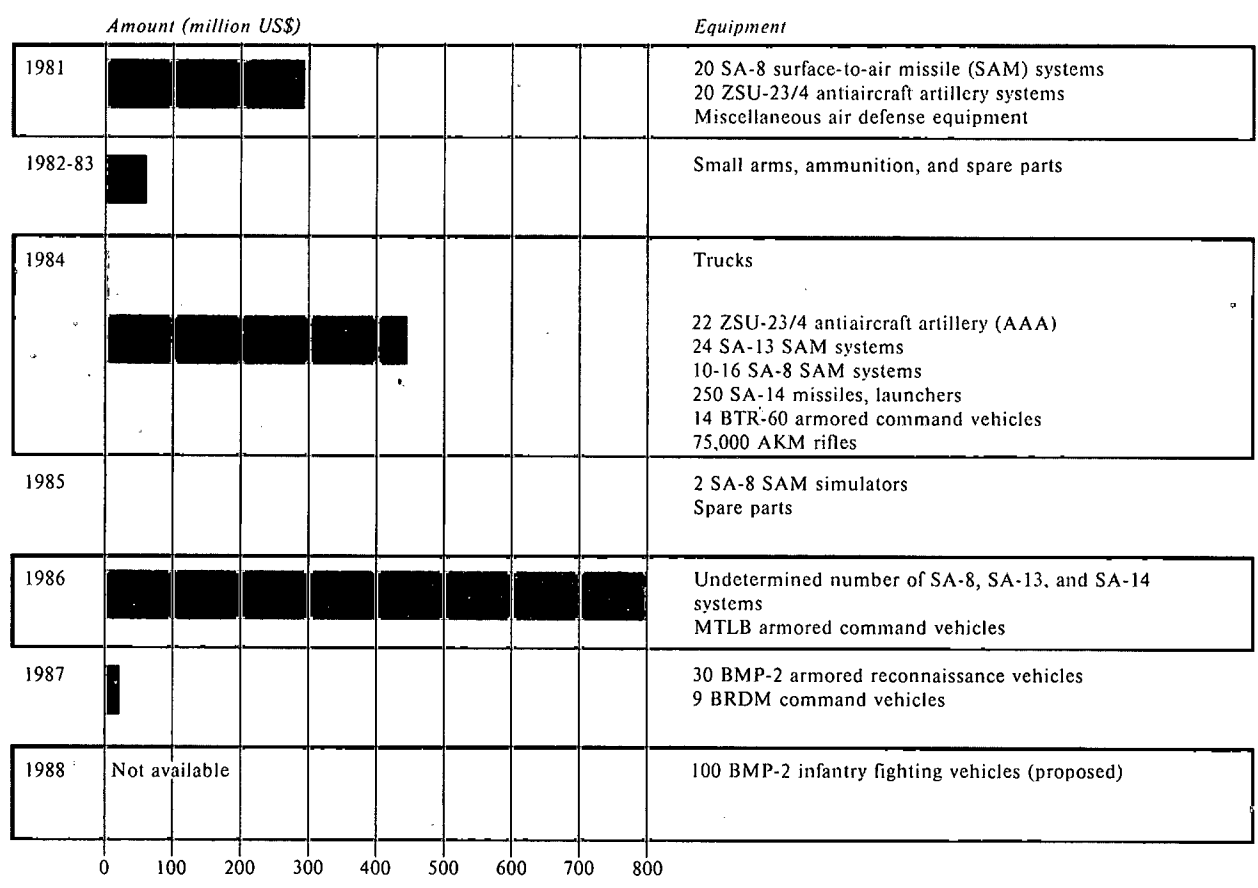 Amount (million US$) Equipment
1981 20 SA-8 surface-to-air missile (SAM) systems
20 ZSU-23/4 antiaircraft artillery systems
Miscellaneous air defense equipment
1982-83 Small arms, ammunition, and spare parts
1984 Trucks
22 ZSU-23/4 antiaircraft artillery (AAA)
24 SA-13 SAM systems
10-16 SA-8 SAM systems
250 SA-14 missiles, launchers
14 BTR-60 armored command vehicles
75,000 AKM rifles
1985 2 SA-8 SAM simulators
Spare parts
1986 Undetermined number of SA-8, SA-13, and SA-14
systems
MTLB armored command vehicles
1987 30 BMP-2 armored reconnaissance vehicles
9 BRDM command vehicles
1988 Not available 100 BMP-2 infantry fighting vehicles (proposed)
0 100 200 300 400 500 600 700 800